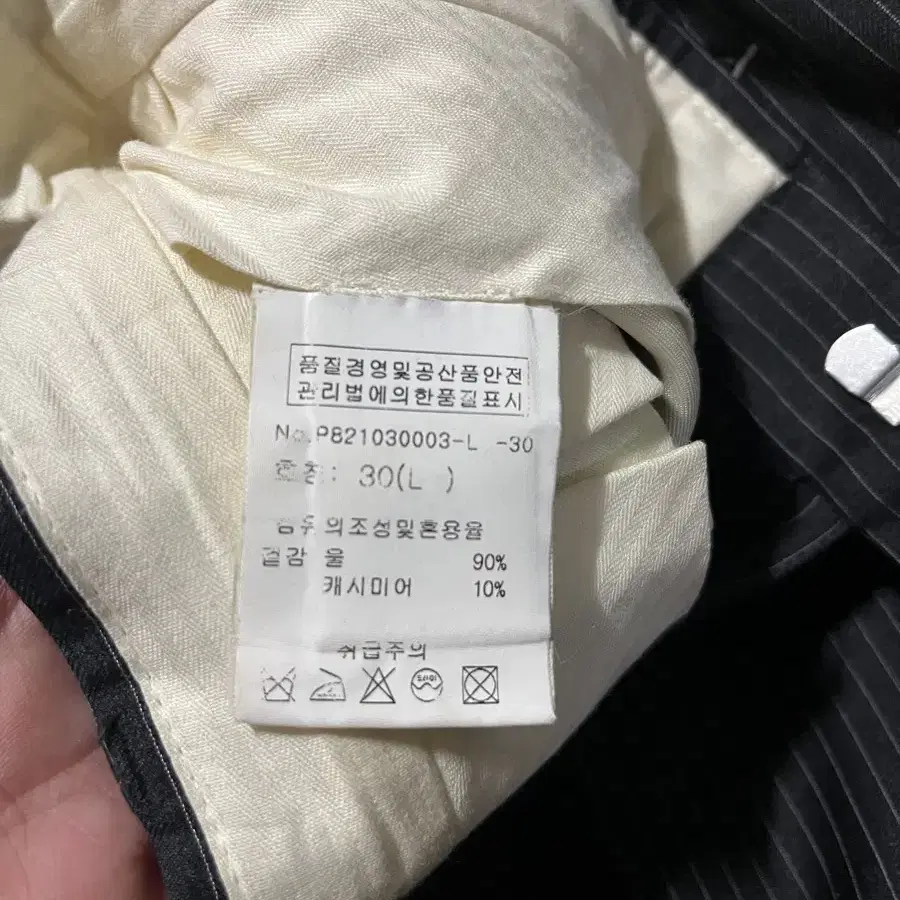 품질경영및공산품안전
관리법에의한품질표시
No.P821030003-L -30
호칭: 30(L )
섬유의조성및혼용율
겉감 울 90%
캐시미어 10%
취급주의